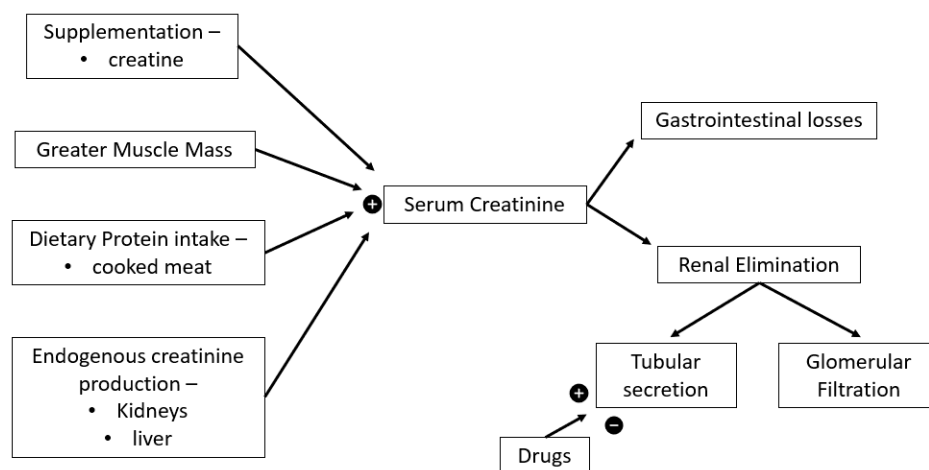 Supplementation –
• creatine
Greater Muscle Mass
Dietary Protein intake –
• cooked meat
Endogenous creatinine
production –
• Kidneys
• liver
+
Serum Creatinine
Gastrointestinal losses
Renal Elimination
Tubular
secretion
Glomerular
Filtration
+
−
Drugs